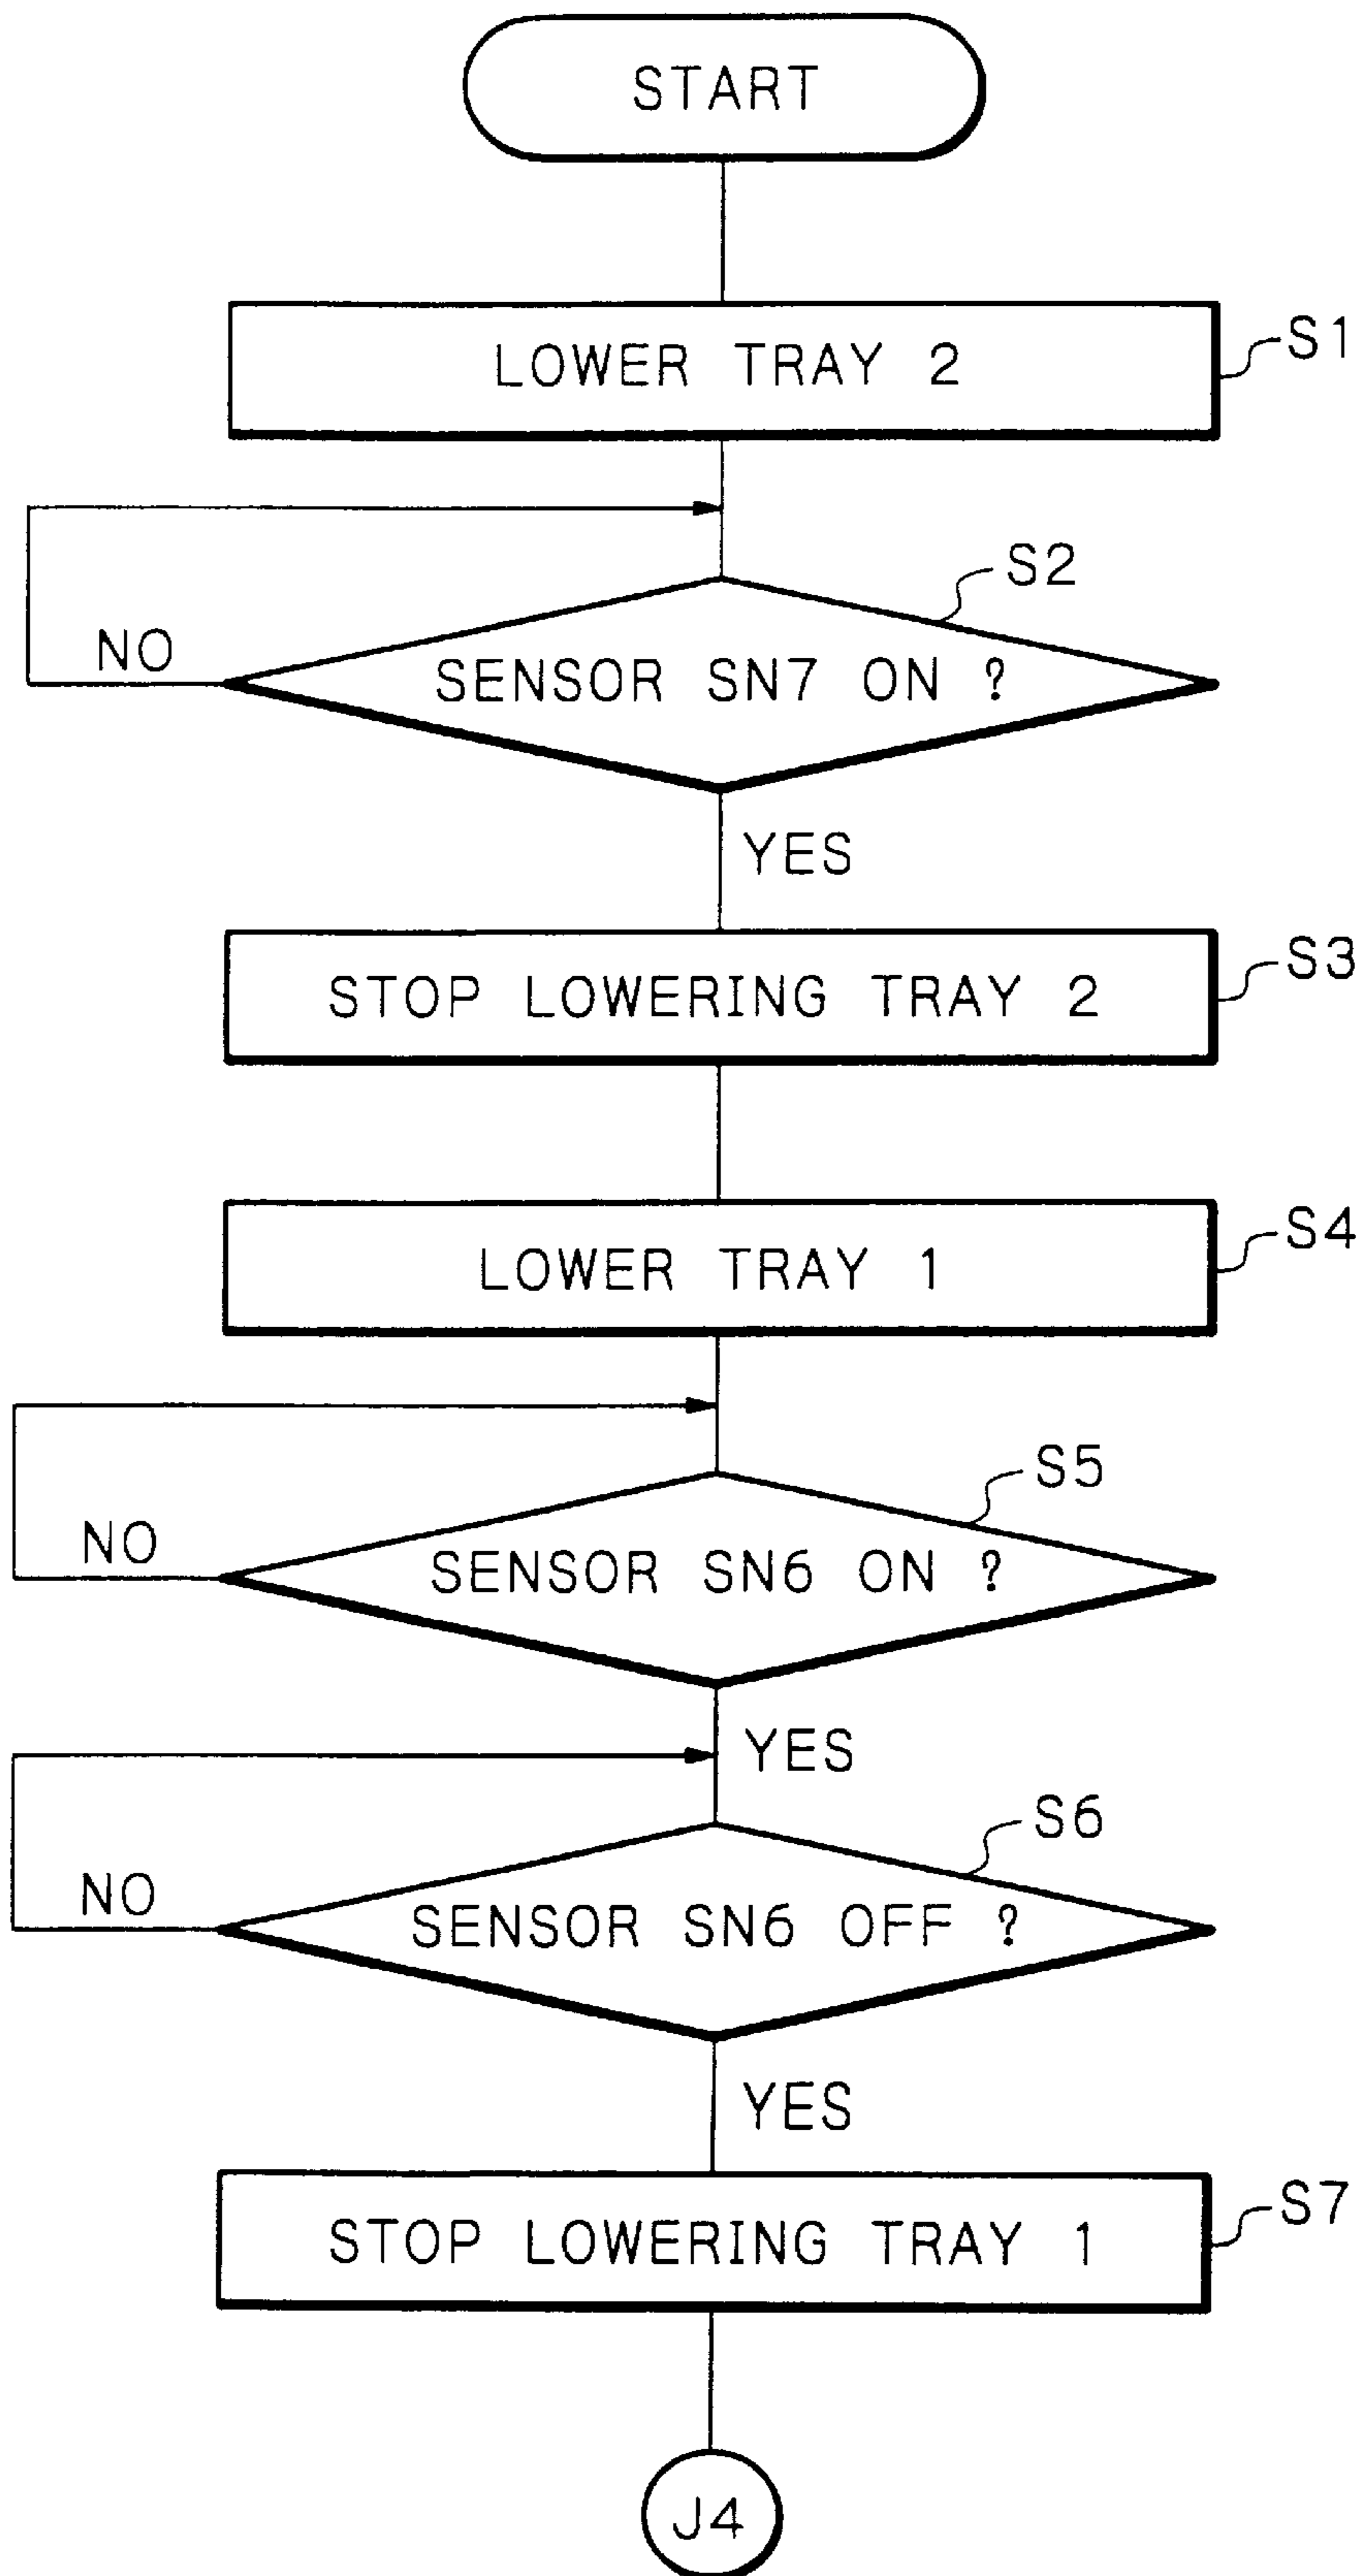 START
LOWER TRAY 2
S1
S2
NO
SENSOR SN7 ON ?
YES
S3
STOP LOWERING TRAY 2
S4
LOWER TRAY 1
S5
NO
SENSOR SN6 ON ?
YES
S6
NO
SENSOR SN6 OFF ?
YES
S7
STOP LOWERING TRAY 1
J4